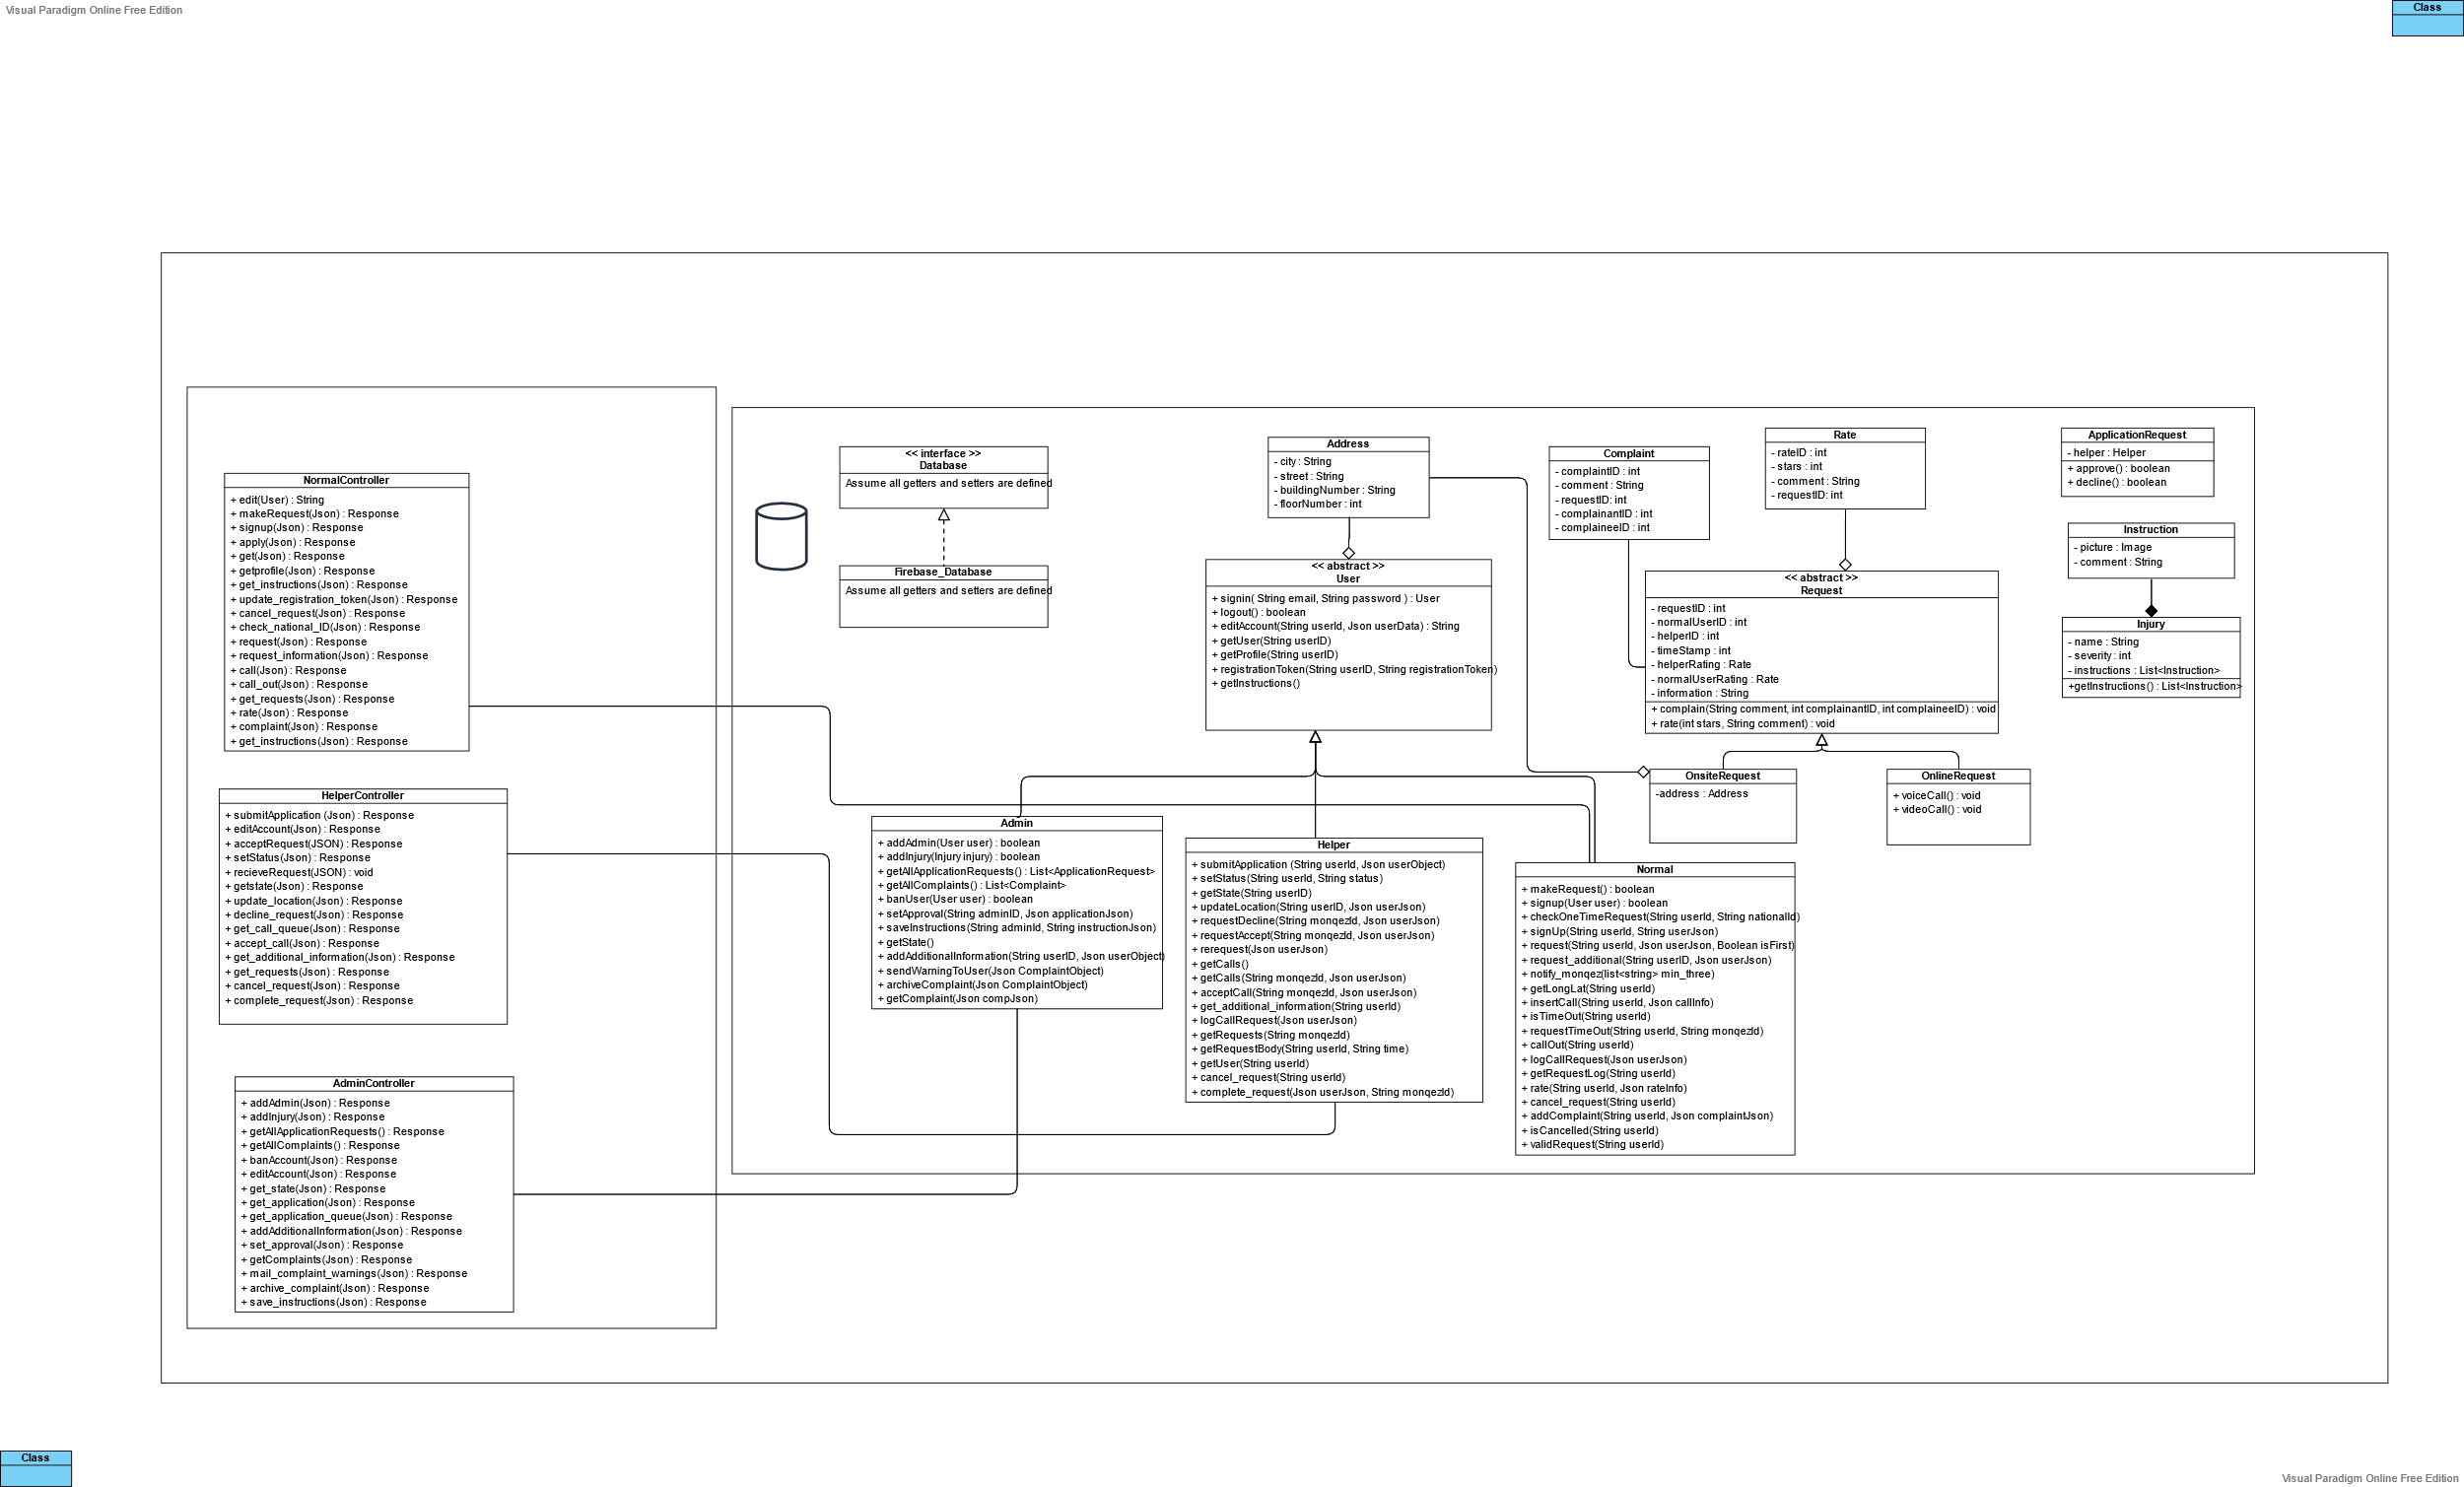 Visual Paradigm Online Free Edition
Class
NormalController
+ edit(User) : String
+ makeRequest(Json) : Response
+ signup(Json) : Response
+ apply(Json) : Response
+ get(Json) : Response
+ getprofile(Json) : Response
+ get_instructions(Json) : Response
+ update_registration_token(Json) : Response
+ cancel_request(Json) : Response
+ check_national_ID(Json) : Response
+ request(Json) : Response
+ request_information(Json) : Response
+ call(Json) : Response
+ call_out(Json) : Response
+ get_requests(Json) : Response
+ rate(Json) : Response
+ complaint(Json) : Response
+ get_instructions(Json) : Response
HelperController
+ submitApplication (Json) : Response
+ editAccount(Json) : Response
+ acceptRequest(JSON) : Response
+ setStatus(Json) : Response
+ recieveRequest(JSON) : void
+ getstate(Json) : Response
+ update_location(Json) : Response
+ decline_request(Json) : Response
+ get_call_queue(Json) : Response
+ accept_call(Json) : Response
+ get_additional_information(Json) : Response
+ get_requests(Json) : Response
+ cancel_request(Json) : Response
+ complete_request(Json) : Response
AdminController
+ addAdmin(Json) : Response
+ addInjury(Json) : Response
+ getAllApplicationRequests() : Response
+ getAllComplaints() : Response
+ banAccount(Json) : Response
+ editAccount(Json) : Response
+ get_state(Json) : Response
+ get_application(Json) : Response
+ get_application_queue(Json) : Response
+ addAdditionalInformation(Json) : Response
+ set_approval(Json) : Response
+ getComplaints(Json) : Response
+ mail_complaint_warnings(Json) : Response
+ archive_complaint(Json) : Response
+ save_instructions(Json) : Response
<< interface >>
Database
Assume all getters and setters are defined
Firebase_Database
Assume all getters and setters are defined
Address
- city : String
- street : String
- buildingNumber : String
- floorNumber : int
<< abstract >>
User
+ signin( String email, String password ) : User
+ logout() : boolean
+ editAccount(String userId, Json userData) : String
+ getUser(String userID)
+ getProfile(String userID)
+ registrationToken(String userID, String registrationToken)
+ getInstructions()
Complaint
- complaintID : int
- comment : String
- requestID: int
- complainantID : int
- complaineeID : int
Rate
- rateID : int
- stars : int
- comment : String
- requestID: int
<< abstract >>
Request
- requestID : int
- normalUserID : int
- helperID : int
- timeStamp : int
- helperRating : Rate
- normalUserRating : Rate
- information : String
+ complain(String comment, int complainantID, int complaineeID) : void
+ rate(int stars, String comment) : void
ApplicationRequest
- helper : Helper
+ approve() : boolean
+ decline() : boolean
Instruction
- picture : Image
- comment : String
Injury
- name : String
- severity : int
- instructions : List<Instruction>
+getInstructions() : List<Instruction>
OnsiteRequest
-address : Address
OnlineRequest
+ voiceCall() : void
+ videoCall() : void
Admin
+ addAdmin(User user) : boolean
+ addInjury(Injury injury) : boolean
+ getAllApplicationRequests() : List<ApplicationRequest>
+ getAllComplaints() : List<Complaint>
+ banUser(User user) : boolean
+ setApproval(String adminID, Json applicationJson)
+ saveInstructions(String adminId, String instructionJson)
+ getState()
+ addAdditionalInformation(String userID, Json userObject)
+ sendWarningToUser(Json ComplaintObject)
+ archiveComplaint(Json ComplaintObject)
+ getComplaint(Json compJson)
Helper
+ submitApplication (String userId, Json userObject)
+ setStatus(String userId, String status)
+ getState(String userID)
+ updateLocation(String userID, Json userJson)
+ requestDecline(String monqezId, Json userJson)
+ requestAccept(String monqezId, Json userJson)
+ rerequest(Json userJson)
+ getCalls()
+ getCalls(String monqezId, Json userJson)
+ acceptCall(String monqezId, Json userJson)
+ get_additional_information(String userId)
+ logCallRequest(Json userJson)
+ getRequests(String monqezId)
+ getRequestBody(String userId, String time)
+ getUser(String userId)
+ cancel_request(String userId)
+ complete_request(Json userJson, String monqezId)
Normal
+ makeRequest() : boolean
+ signup(User user) : boolean
+ checkOneTimeRequest(String userId, String nationalId)
+ signUp(String userId, String userJson)
+ request(String userId, Json userJson, Boolean isFirst)
+ request_additional(String userID, Json userJson)
+ notify_monqez(list<string> min_three)
+ getLongLat(String userId)
+ insertCall(String userId, Json callInfo)
+ isTimeOut(String userId)
+ requestTimeOut(String userId, String monqezId)
+ callOut(String userId)
+ logCallRequest(Json userJson)
+ getRequestLog(String userId)
+ rate(String userId, Json rateInfo)
+ cancel_request(String userId)
+ addComplaint(String userId, Json complaintJson)
+ isCancelled(String userId)
+ validRequest(String userId)
Class
Visual Paradigm Online Free Edition